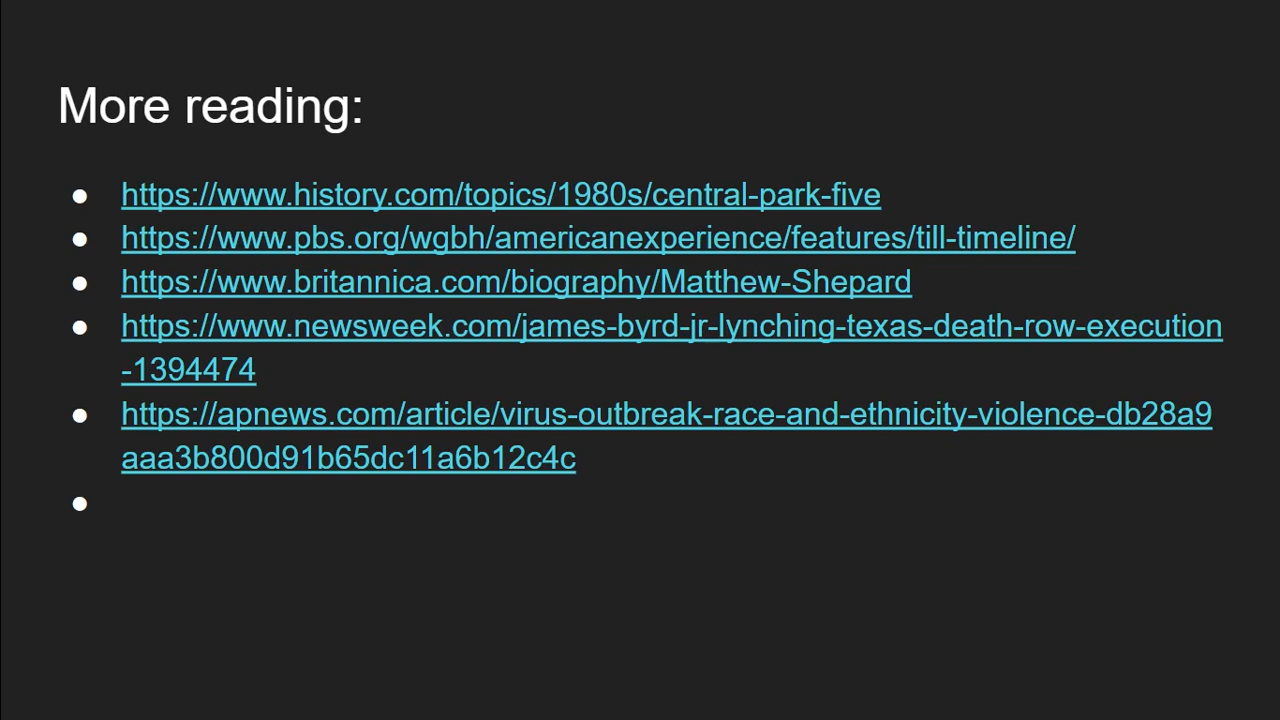 More reading:
● https://www.history.com/topics/1980s/central-park-five
● https://www.pbs.org/wgbh/americanexperience/features/till-timeline/
● https://www.britannica.com/biography/Matthew-Shepard
● https://www.newsweek.com/james-byrd-jr-lynching-texas-death-row-execution
-1394474
● https://apnews.com/article/virus-outbreak-race-and-ethnicity-violence-db28a9
aaa3b800d91b65dc11a6b12c4c
●